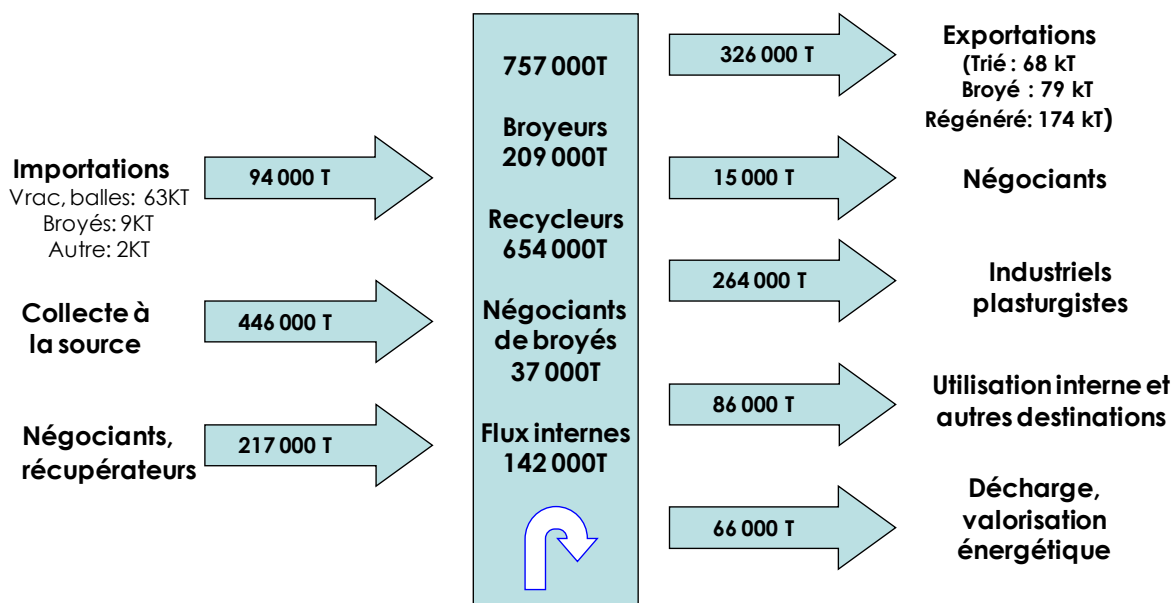 Importations
Vrac, balles: 63KT
Broyés: 9KT
Autre: 2KT
94 000 T
Collecte à
la source
446 000 T
Négociants,
récupérateurs
217 000 T
757 000T
Broyeurs
209 000T
Recycleurs
654 000T
Négociants
de broyés
37 000T
Flux internes
142 000T
326 000 T
Exportations
(Trié : 68 kT
Broyé : 79 kT
Régénéré: 174 kT)
15 000 T
Négociants
264 000 T
Industriels
plasturgistes
86 000 T
Utilisation interne et
autres destinations
66 000 T
Décharge,
valorisation
énergétique